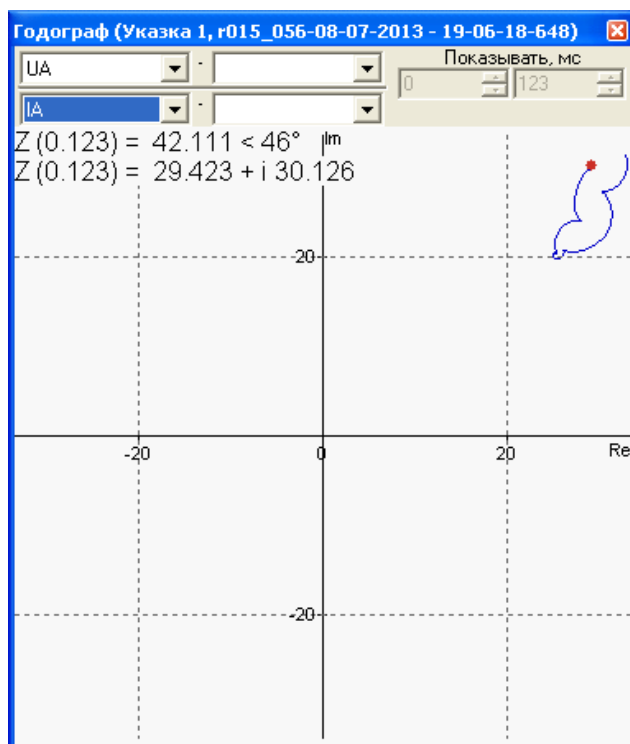 Годограф (Указка 1, r015_056-08-07-2013 - 19-06-18-648)
UA - Показывать, мс
0 123
IA -
Z (0.123) = 42.111 < 46° Im
Z (0.123) = 29.423 + i 30.126
20
-20 0 20 Re
-20